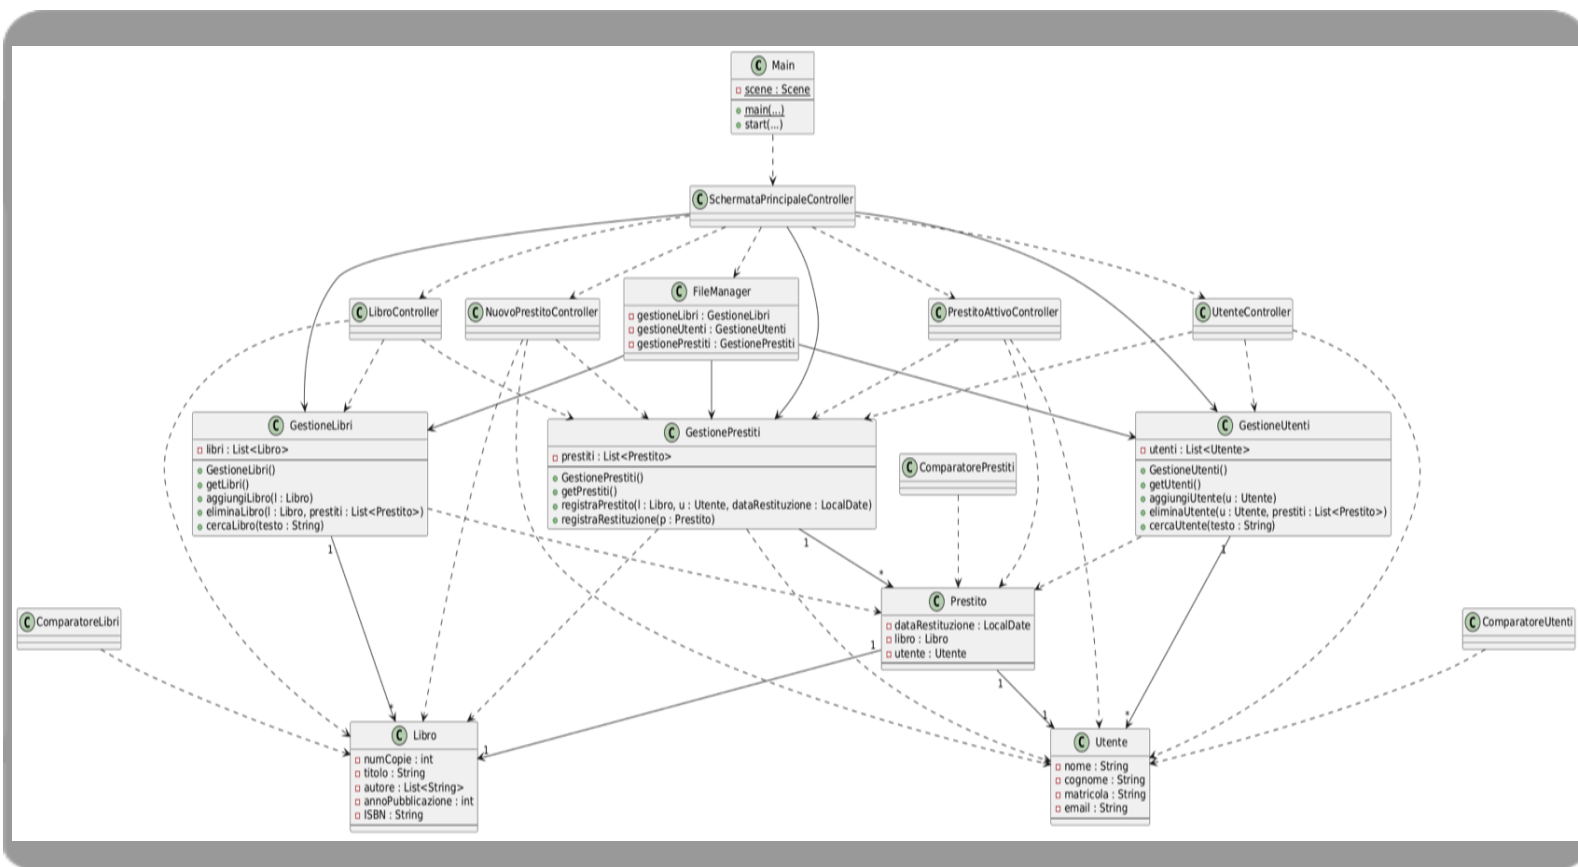 C Main
scene : Scene
main(...)
start(...)
C SchermataPrincipaleController
C LibroController
C NuovoPrestitoController
C FileManager
gestioneLibri : GestioneLibri
gestioneUtenti : GestioneUtenti
gestionePrestiti : GestionePrestiti
C PrestitoAttivoController
C UtenteController
C GestioneLibri
libri : List<Libro>
GestioneLibri()
getLibri()
aggiungiLibro(l : Libro)
eliminaLibro(l : Libro, prestiti : List<Prestito>)
cercaLibro(testo : String)
C GestionePrestiti
prestiti : List<Prestito>
GestionePrestiti()
getPrestiti()
registraPrestito(l : Libro, u : Utente, dataRestituzione : LocalDate)
registraRestituzione(p : Prestito)
C ComparatorePrestiti
C GestioneUtenti
utenti : List<Utente>
GestioneUtenti()
getUtenti()
aggiungiUtente(u : Utente)
eliminaUtente(u : Utente, prestiti : List<Prestito>)
cercaUtente(testo : String)
1
1
1
*
C Prestito
dataRestituzione : LocalDate
libro : Libro
utente : Utente
C ComparatoreLibri
C ComparatoreUtenti
1
1
*
1
*
1
C Libro
numCopie : int
titolo : String
autore : List<String>
annoPubblicazione : int
ISBN : String
C Utente
nome : String
cognome : String
matricola : String
email : String